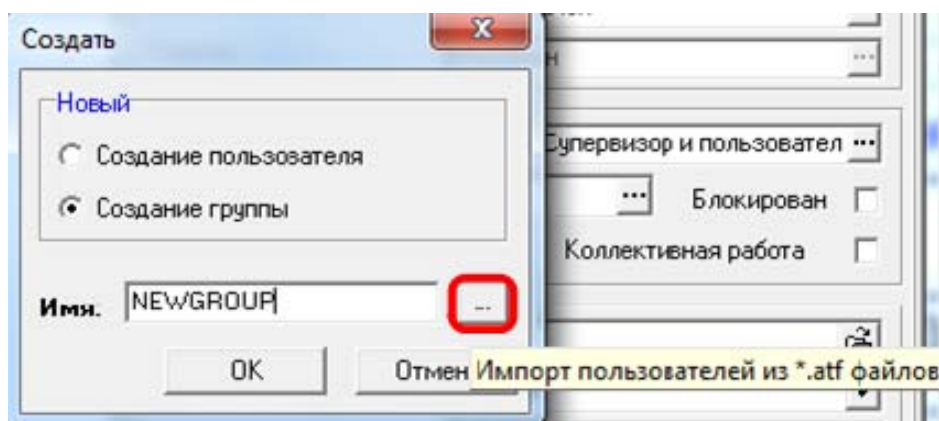 Создать
Новый
Создание пользователя
Создание группы
Имя. NEWGROUP ...
OK
Супервизор и пользовател ...
... Блокирован
Коллективная работа
Импорт пользователей из *.atf файлов